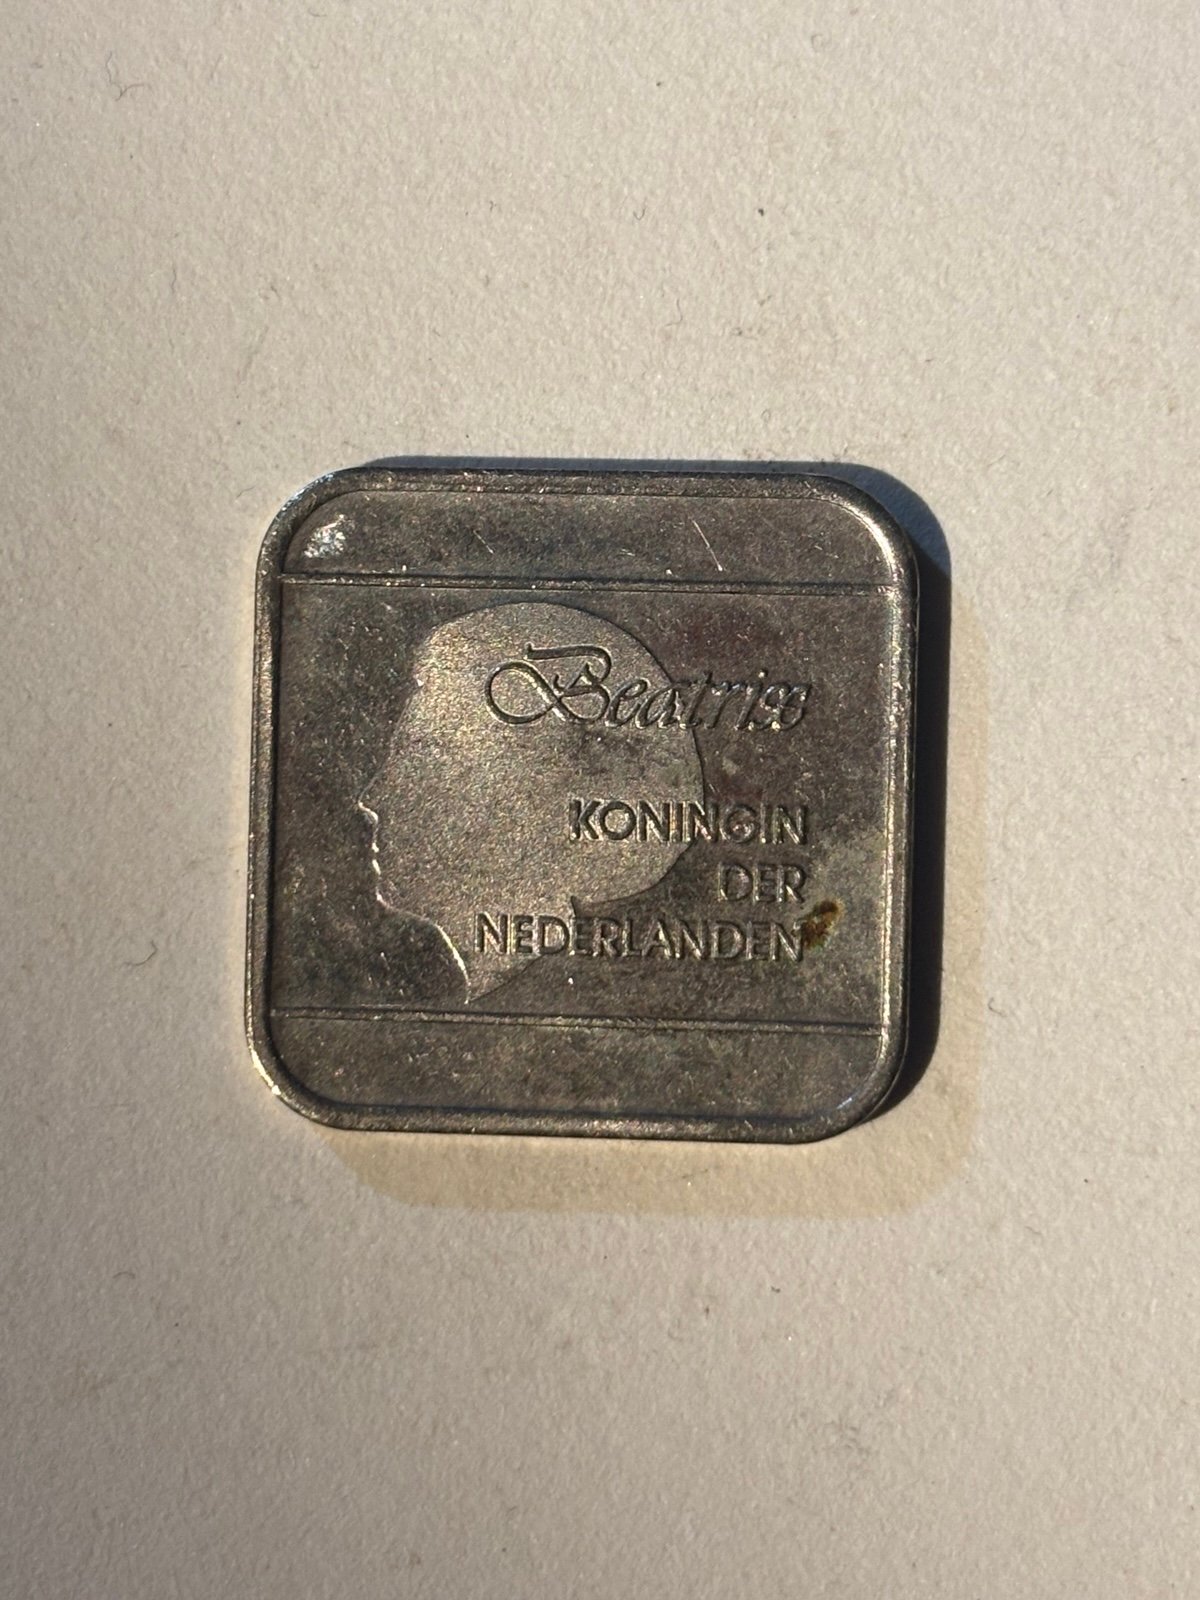 Beatrix
KONINGIN
DER
NEDERLANDEN